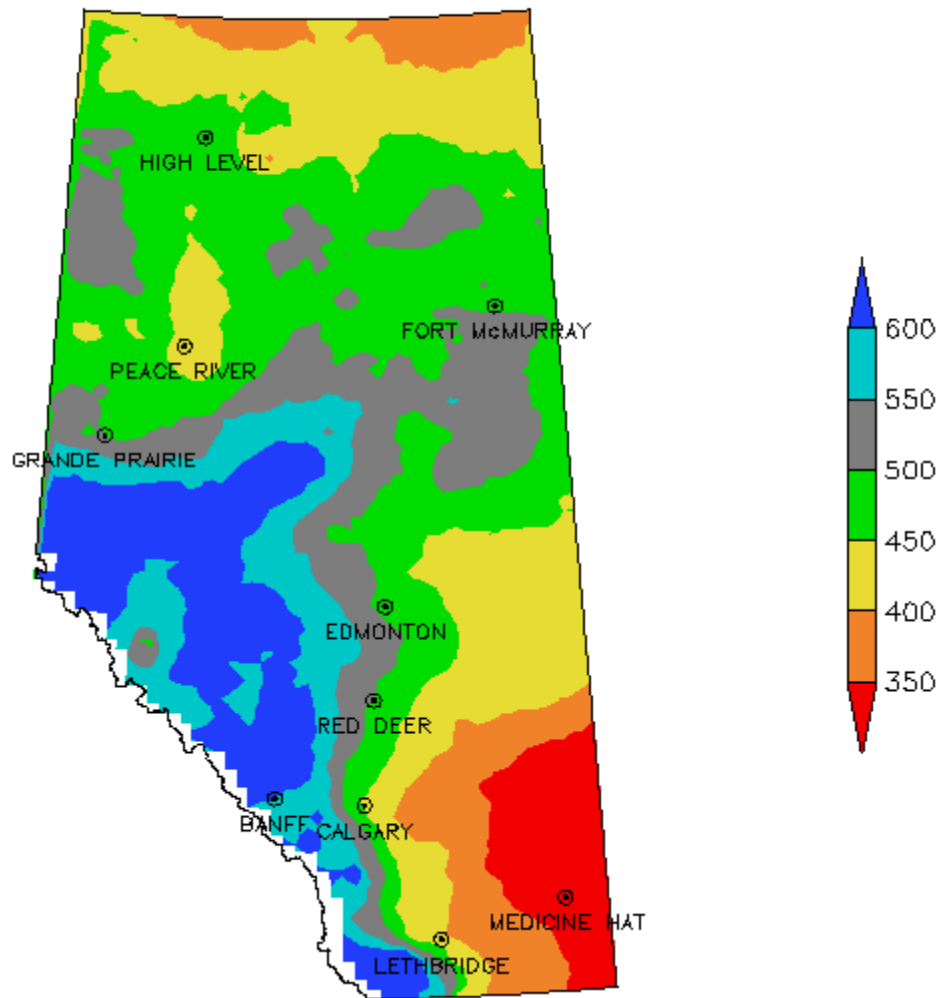 HIGH LEVEL
FORT McMURRAY
600
PEACE RIVER
550
GRANDE PRAIRIE
500
450
EDMONTON
400
350
RED DEER
BANFF
CALGARY
MEDICINE HAT
LETHBRIDGE